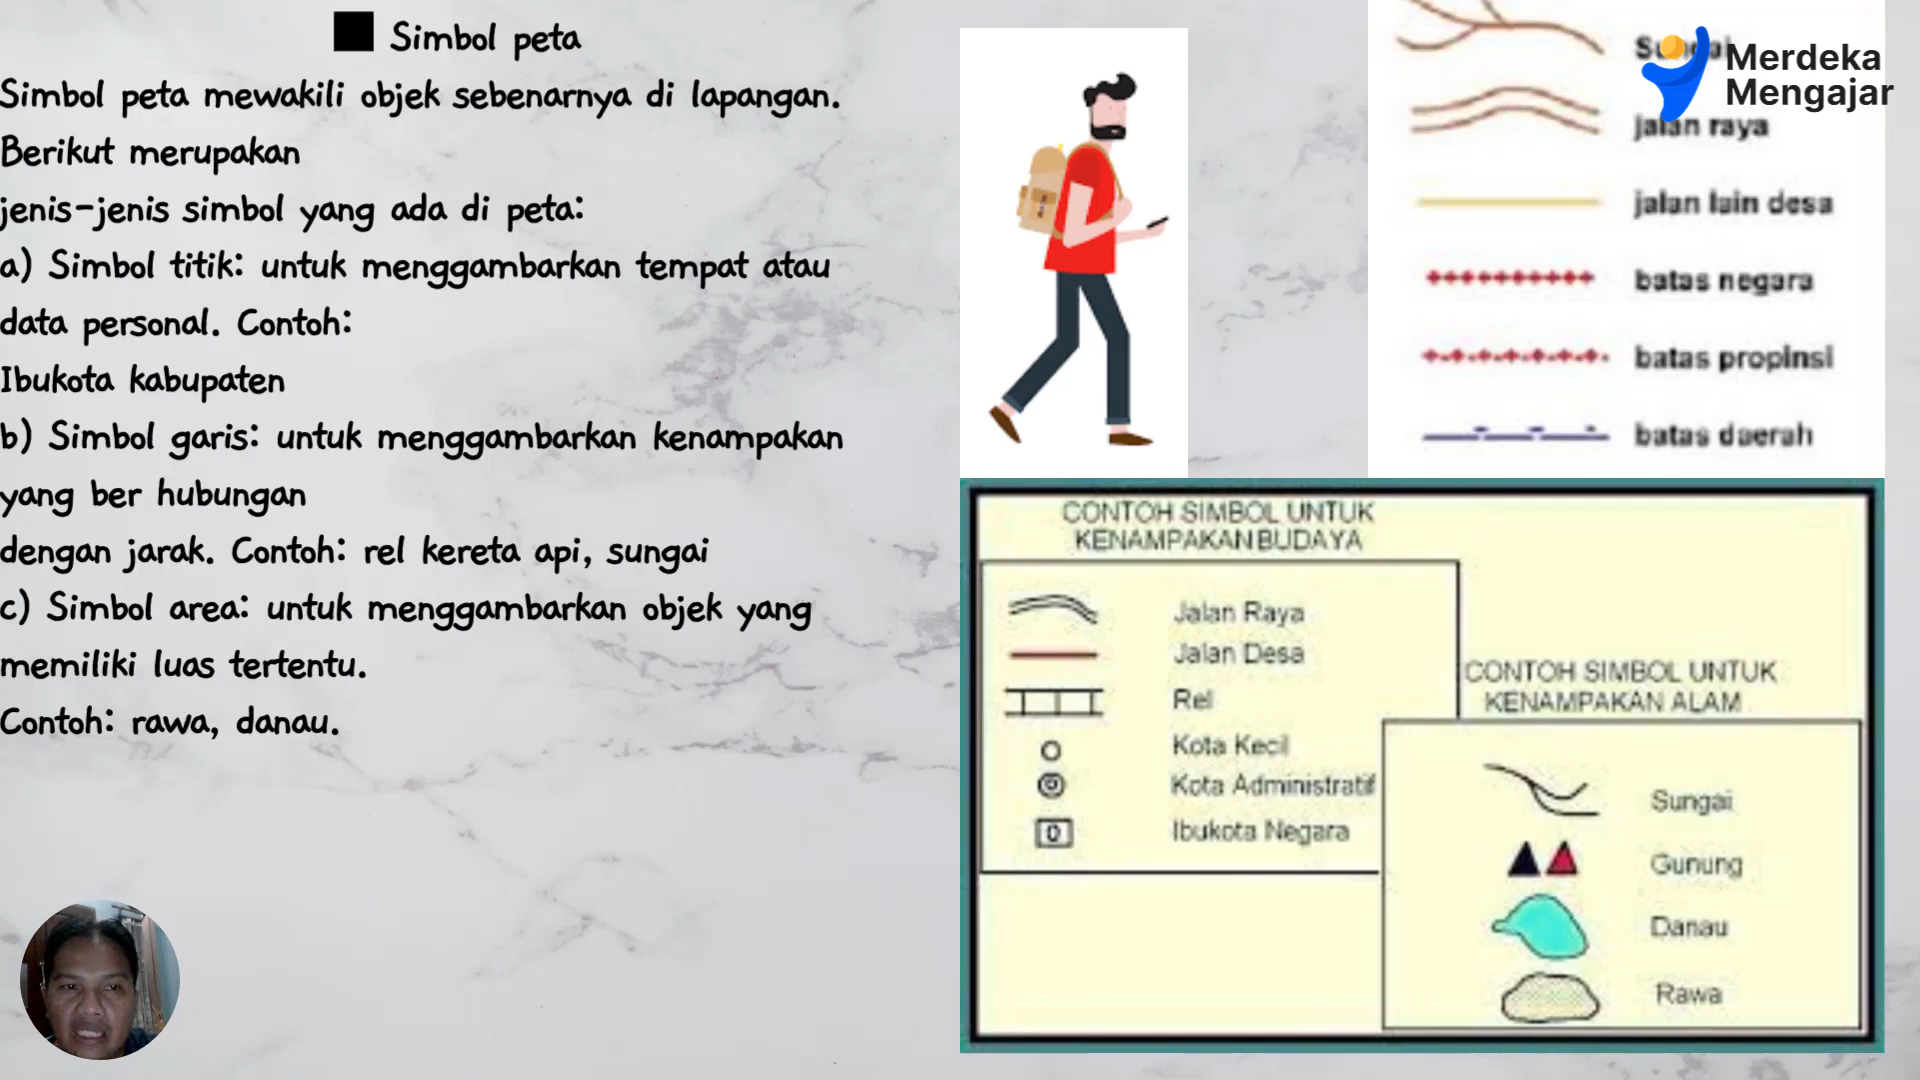 Simbol peta
Simbol peta mewakili objek sebenarnya di lapangan.
Berikut merupakan
jenis-jenis simbol yang ada di peta:
a) Simbol titik: untuk menggambarkan tempat atau
data personal. Contoh:
Ibukota kabupaten
b) Simbol garis: untuk menggambarkan kenampakan
yang ber hubungan
dengan jarak. Contoh: rel kereta api, sungai
c) Simbol area: untuk menggambarkan objek yang
memiliki luas tertentu.
Contoh: rawa, danau.
Merdeka
Mengajar
jalan raya
jalan lain desa
batas negara
batas propinsi
batas daerah
CONTOH SIMBOL UNTUK
KENAMPAKAN BUDAYA
Jalan Raya
Jalan Desa
Rel
Kota Kecil
Kota Administratif
Ibukota Negara
CONTOH SIMBOL UNTUK
KENAMPAKAN ALAM
Sungai
Gunung
Danau
Rawa